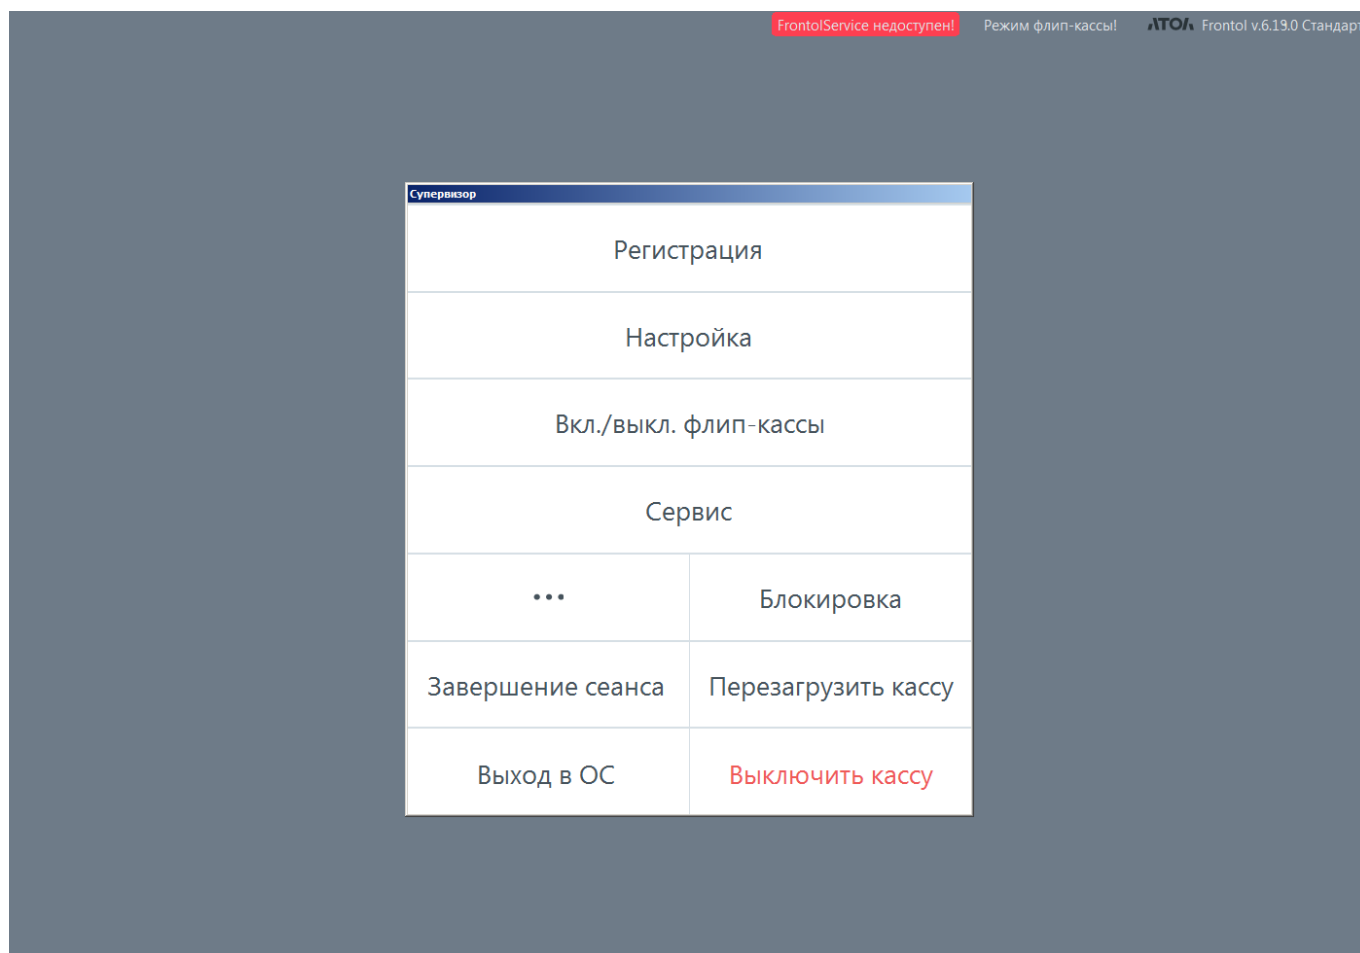 FrontolService недоступен! Режим флип-кассы! АТОЛ Frontol v.6.19.0 Стандарт
Супервизор
Регистрация
Настройка
Вкл./выкл. флип-кассы
Сервис
... Блокировка
Завершение сеанса Перезагрузить кассу
Выход в ОС Выключить кассу